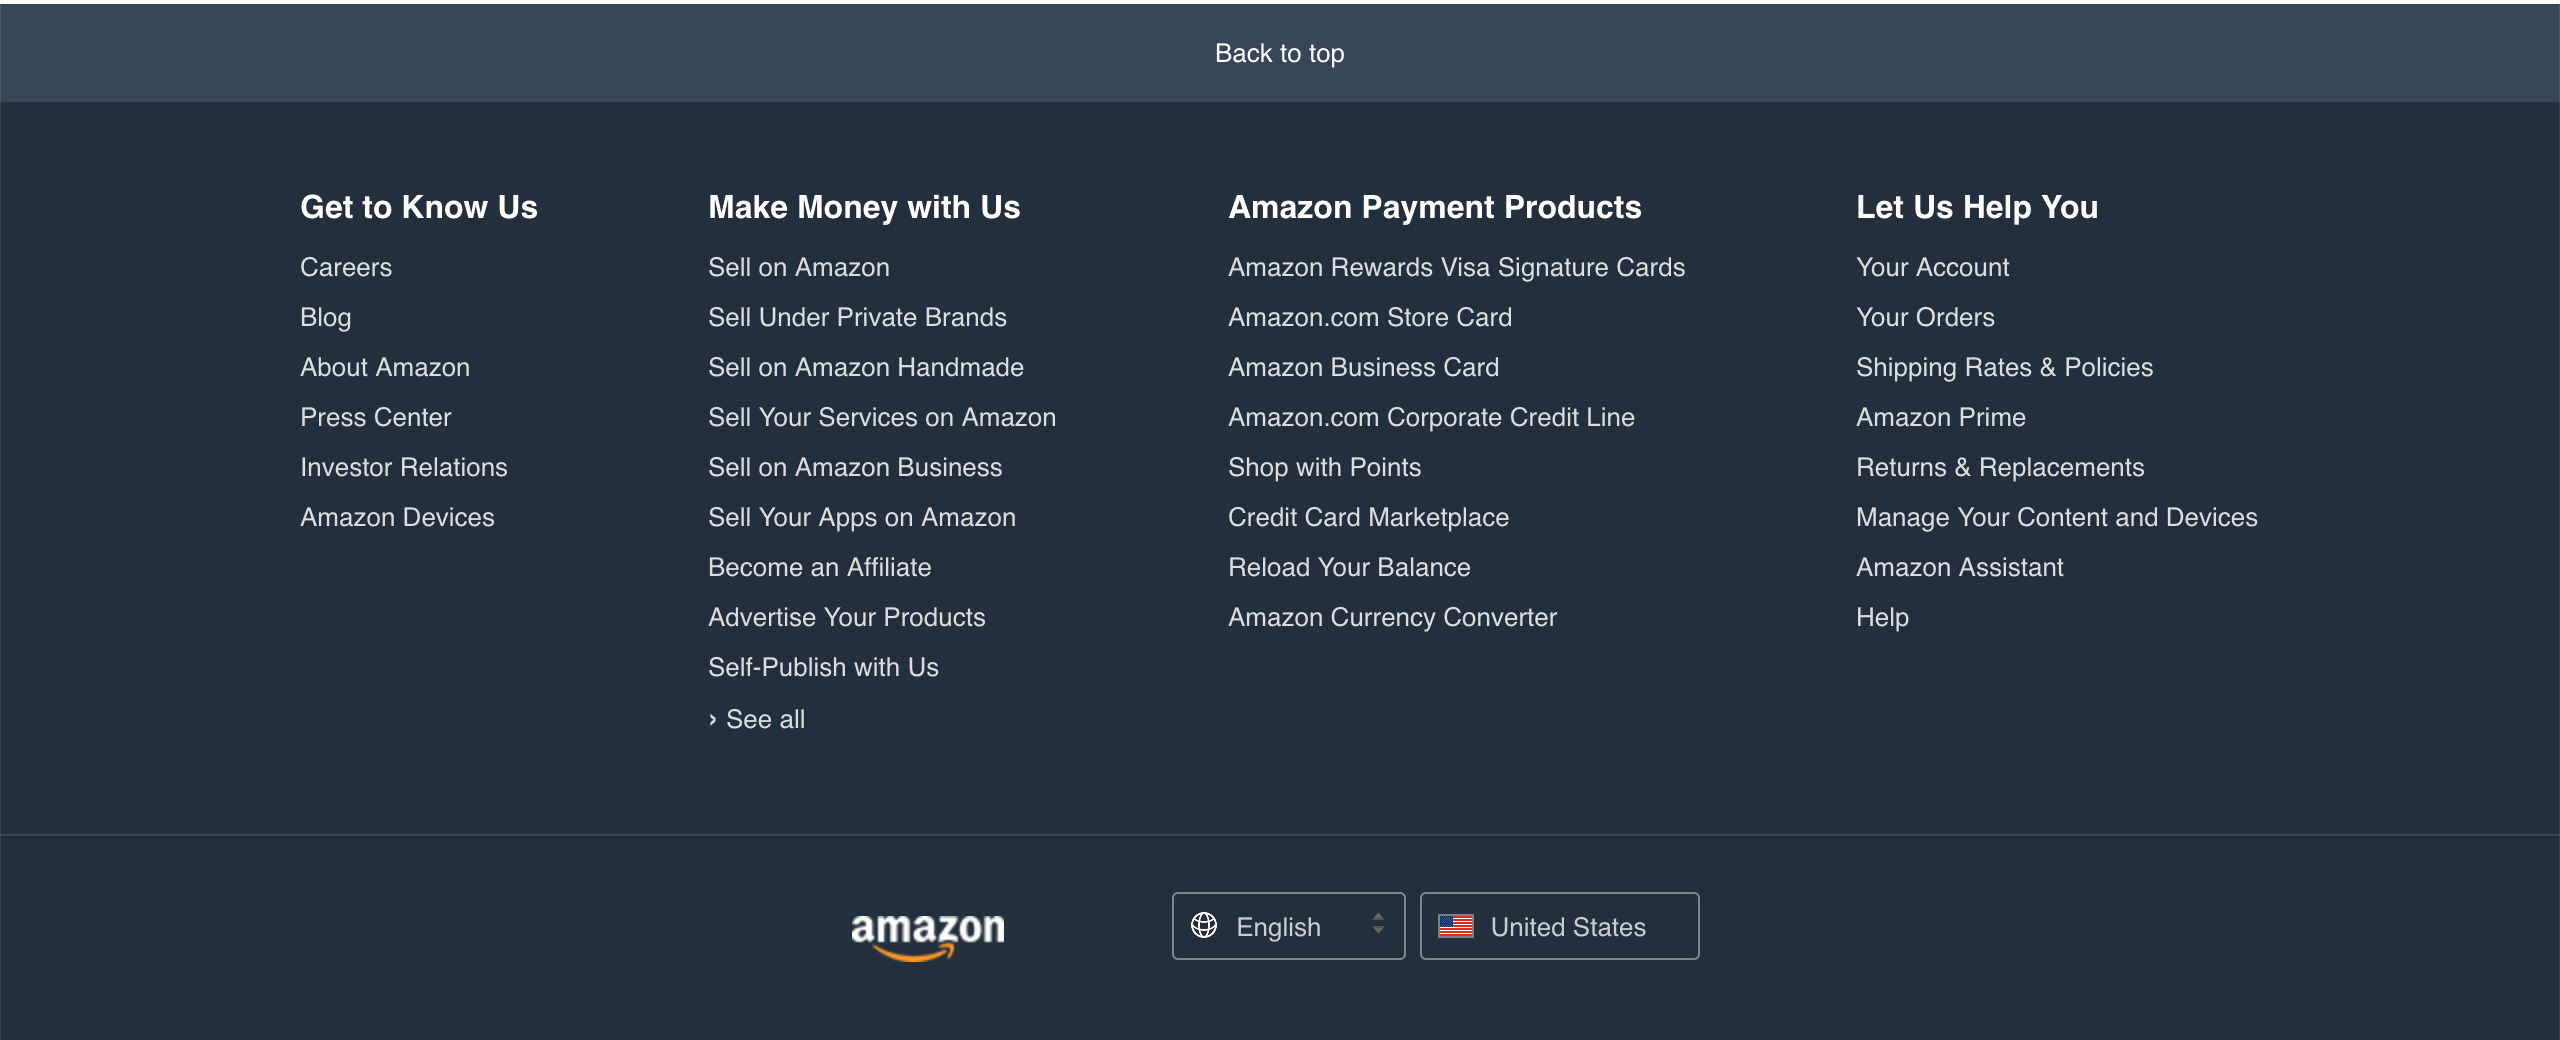 Back to top
Get to Know Us
Careers
Blog
About Amazon
Press Center
Investor Relations
Amazon Devices
Make Money with Us
Sell on Amazon
Sell Under Private Brands
Sell on Amazon Handmade
Sell Your Services on Amazon
Sell on Amazon Business
Sell Your Apps on Amazon
Become an Affiliate
Advertise Your Products
Self-Publish with Us
› See all
Amazon Payment Products
Amazon Rewards Visa Signature Cards
Amazon.com Store Card
Amazon Business Card
Amazon.com Corporate Credit Line
Shop with Points
Credit Card Marketplace
Reload Your Balance
Amazon Currency Converter
Let Us Help You
Your Account
Your Orders
Shipping Rates & Policies
Amazon Prime
Returns & Replacements
Manage Your Content and Devices
Amazon Assistant
Help
amazon
English
United States